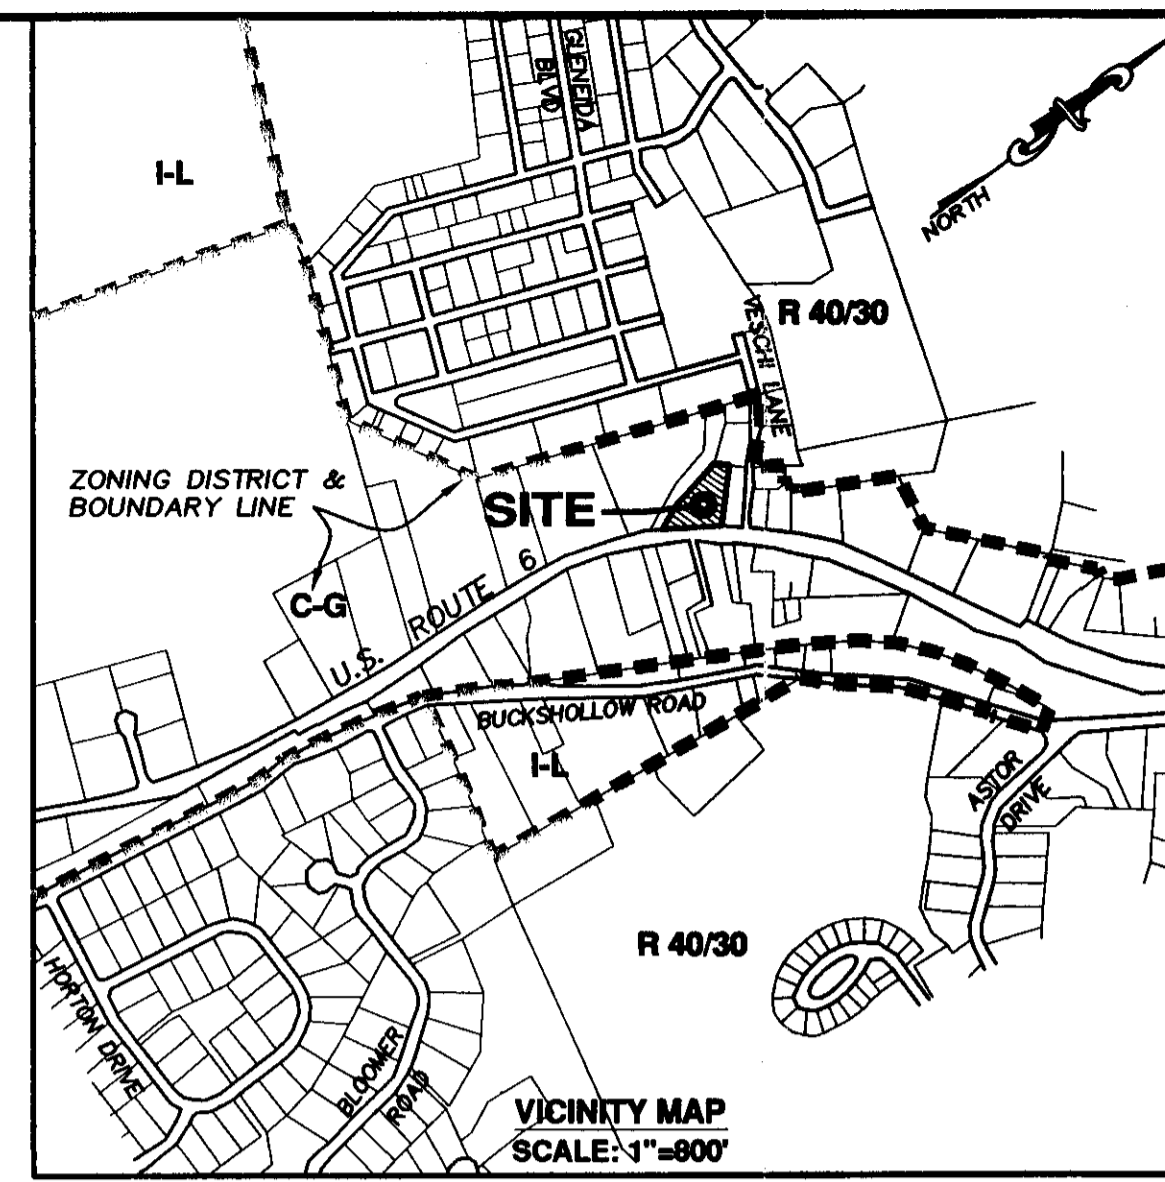 GLENEIDA
BLVD
I-L
NORTH
R 40/30
VESCHI LANE
ZONING DISTRICT &
BOUNDARY LINE
SITE
C-G
U.S. ROUTE 6
BUCKSHOLLOW ROAD
I-L
ASTOR
DRIVE
R 40/30
HORTON DRIVE
BLOOMER
ROAD
VICINITY MAP
SCALE: 1"=800'